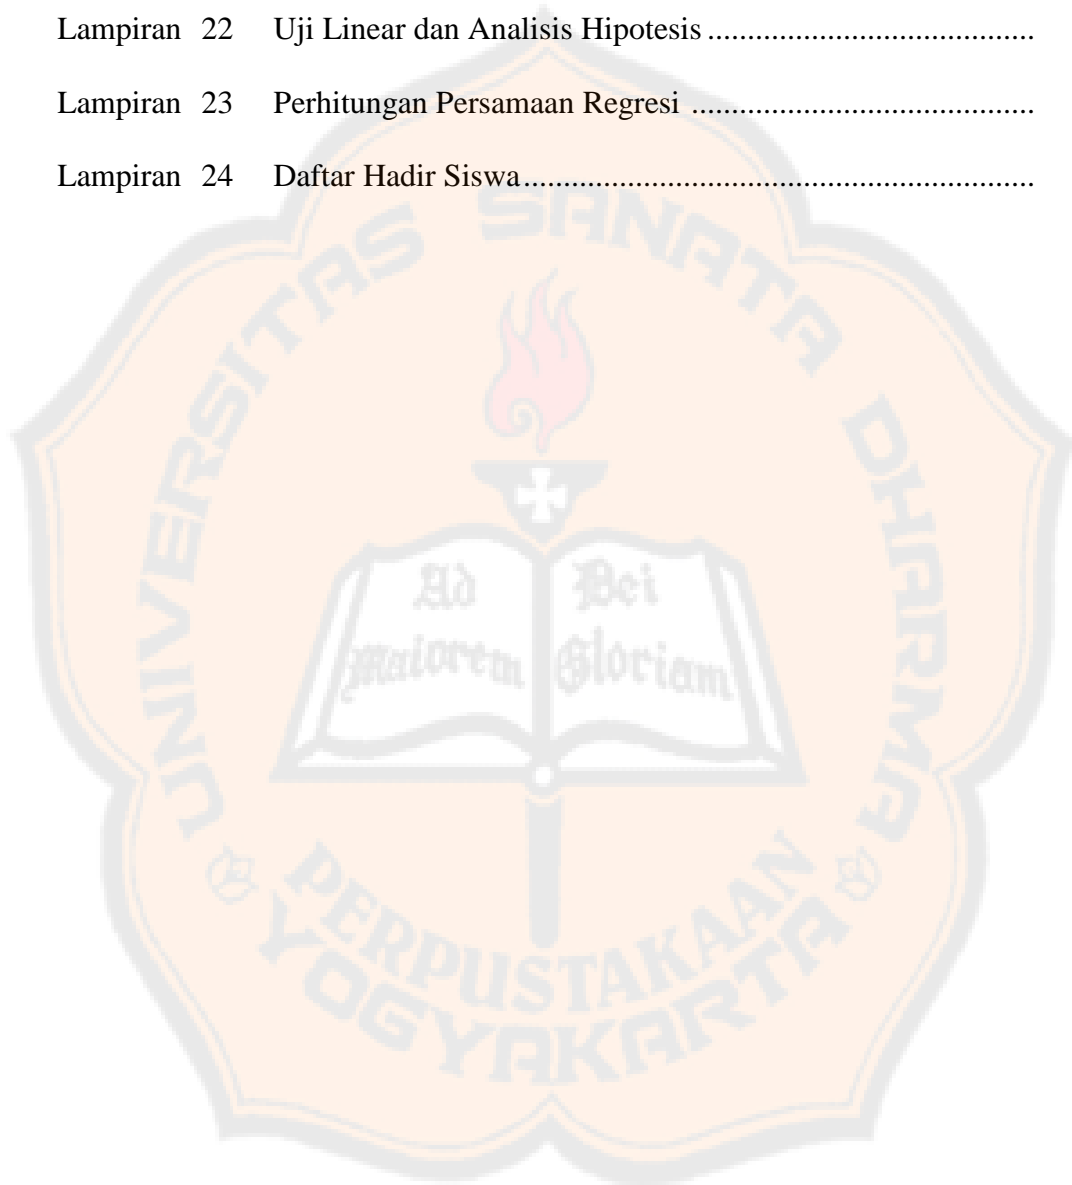 Lampiran 22 Uji Linear dan Analisis Hipotesis .........................................
Lampiran 23 Perhitungan Persamaan Regresi ...........................................
Lampiran 24 Daftar Hadir Siswa................................................................
UNIVERSITAS SANATA DHARMA
Ad Dei
maiorem Gloriam
PERPUSTAKAAN
YOGYAKARTA